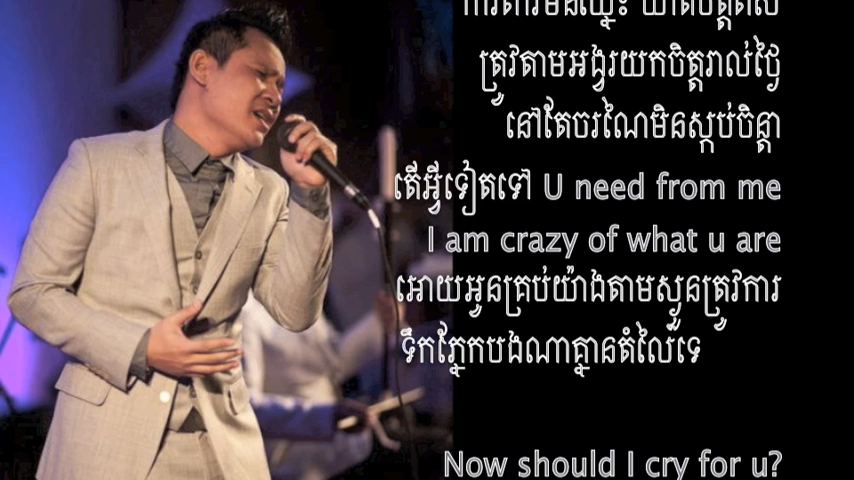 ត្រូវតាមអង្វរយកចិត្តរាល់ថ្ងៃ
នៅតែចរណៃមិនស្កប់ចិន្តា
តើអ្វីទៀតទៅ U need from me
I am crazy of what u are
អោយអូនគ្រប់យ៉ាងតាមស្ងួនត្រូវការ
ទឹកភ្នែកបងណាគ្មានតំលៃទេ
Now should I cry for u?